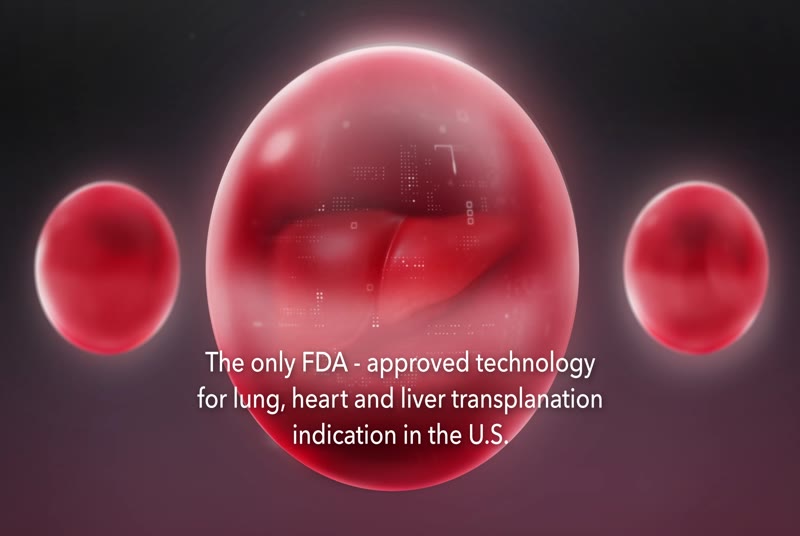 The only FDA - approved technology
for lung, heart and liver transplanation
indication in the U.S.